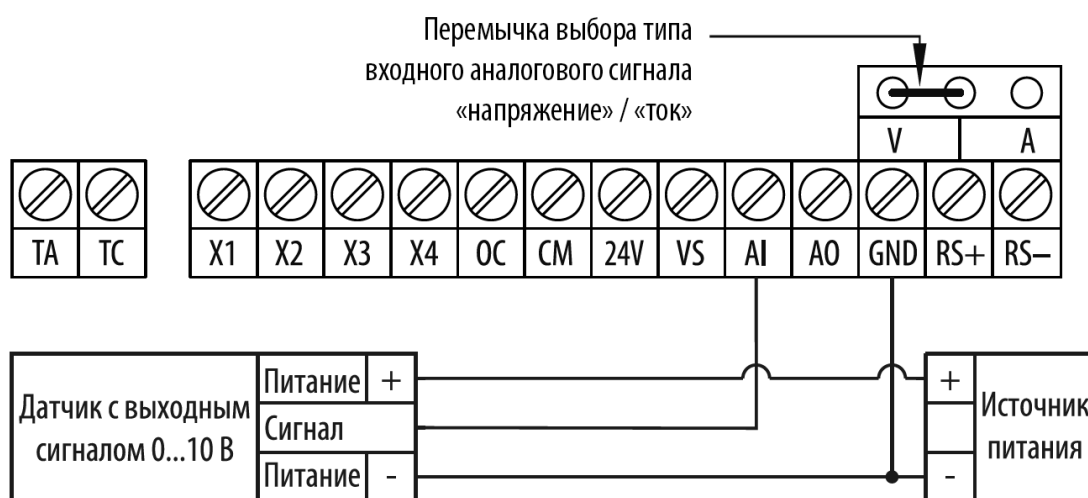 Перемычка выбора типа
входного аналогового сигнала
«напряжение» / «ток»
V A
TA TC X1 X2 X3 X4 OC CM 24V VS AI AO GND RS+ RS–
Датчик с выходным
сигналом 0...10 В
Питание +
Сигнал
Питание -
+
-
Источник
питания